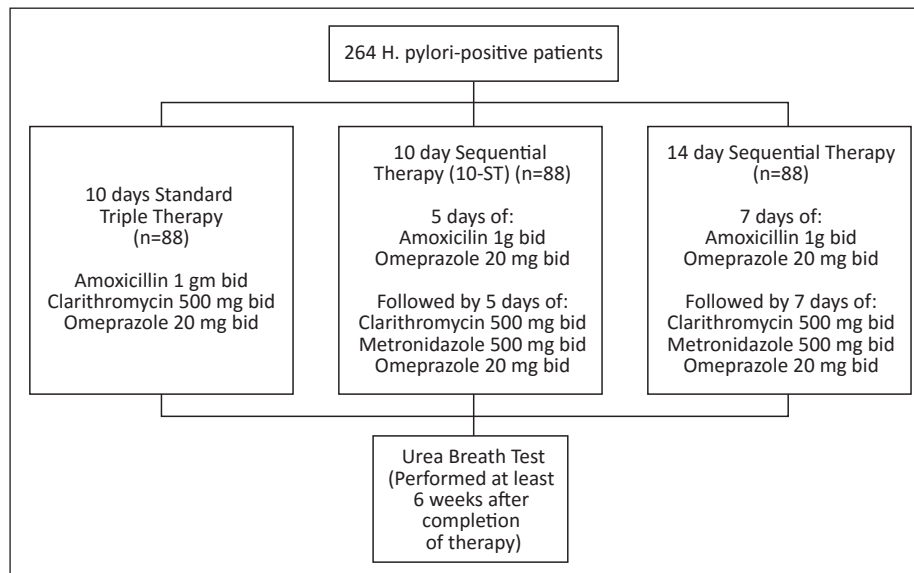 264 H. pylori-positive patients
10 days Standard
Triple Therapy
(n=88)
Amoxicillin 1 gm bid
Clarithromycin 500 mg bid
Omeprazole 20 mg bid
10 day Sequential
Therapy (10-ST) (n=88)
5 days of:
Amoxicilin 1g bid
Omeprazole 20 mg bid
Followed by 5 days of:
Clarithromycin 500 mg bid
Metronidazole 500 mg bid
Omeprazole 20 mg bid
14 day Sequential Therapy
(n=88)
7 days of:
Amoxicillin 1g bid
Omeprazole 20 mg bid
Followed by 7 days of:
Clarithromycin 500 mg bid
Metronidazole 500 mg bid
Omeprazole 20 mg bid
Urea Breath Test
(Performed at least
6 weeks after
completion
of therapy)